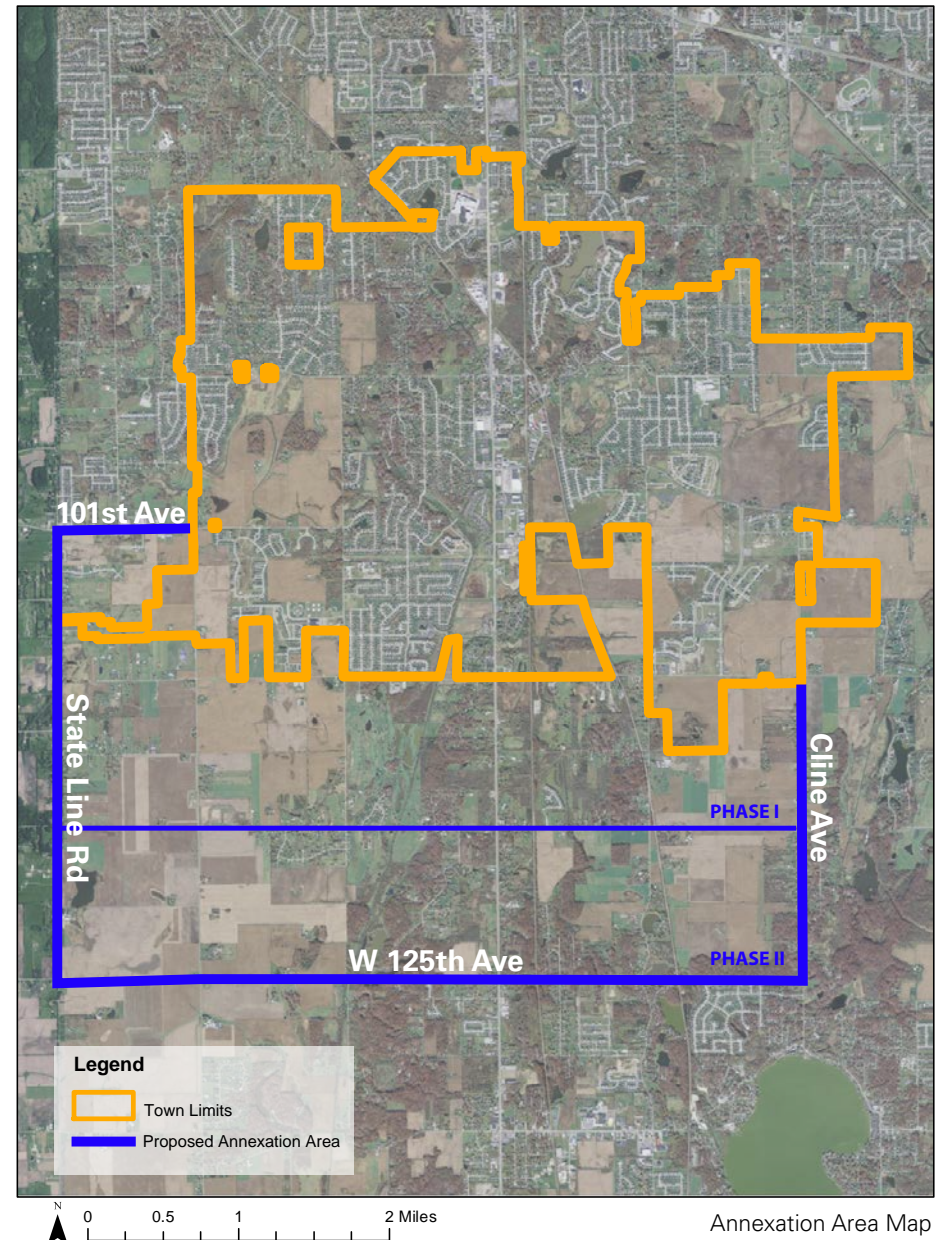 101st Ave
State Line Rd
Cline Ave
PHASE I
W 125th Ave
PHASE II
Legend
Town Limits
Proposed Annexation Area
N
0 0.5 1 2 Miles
Annexation Area Map